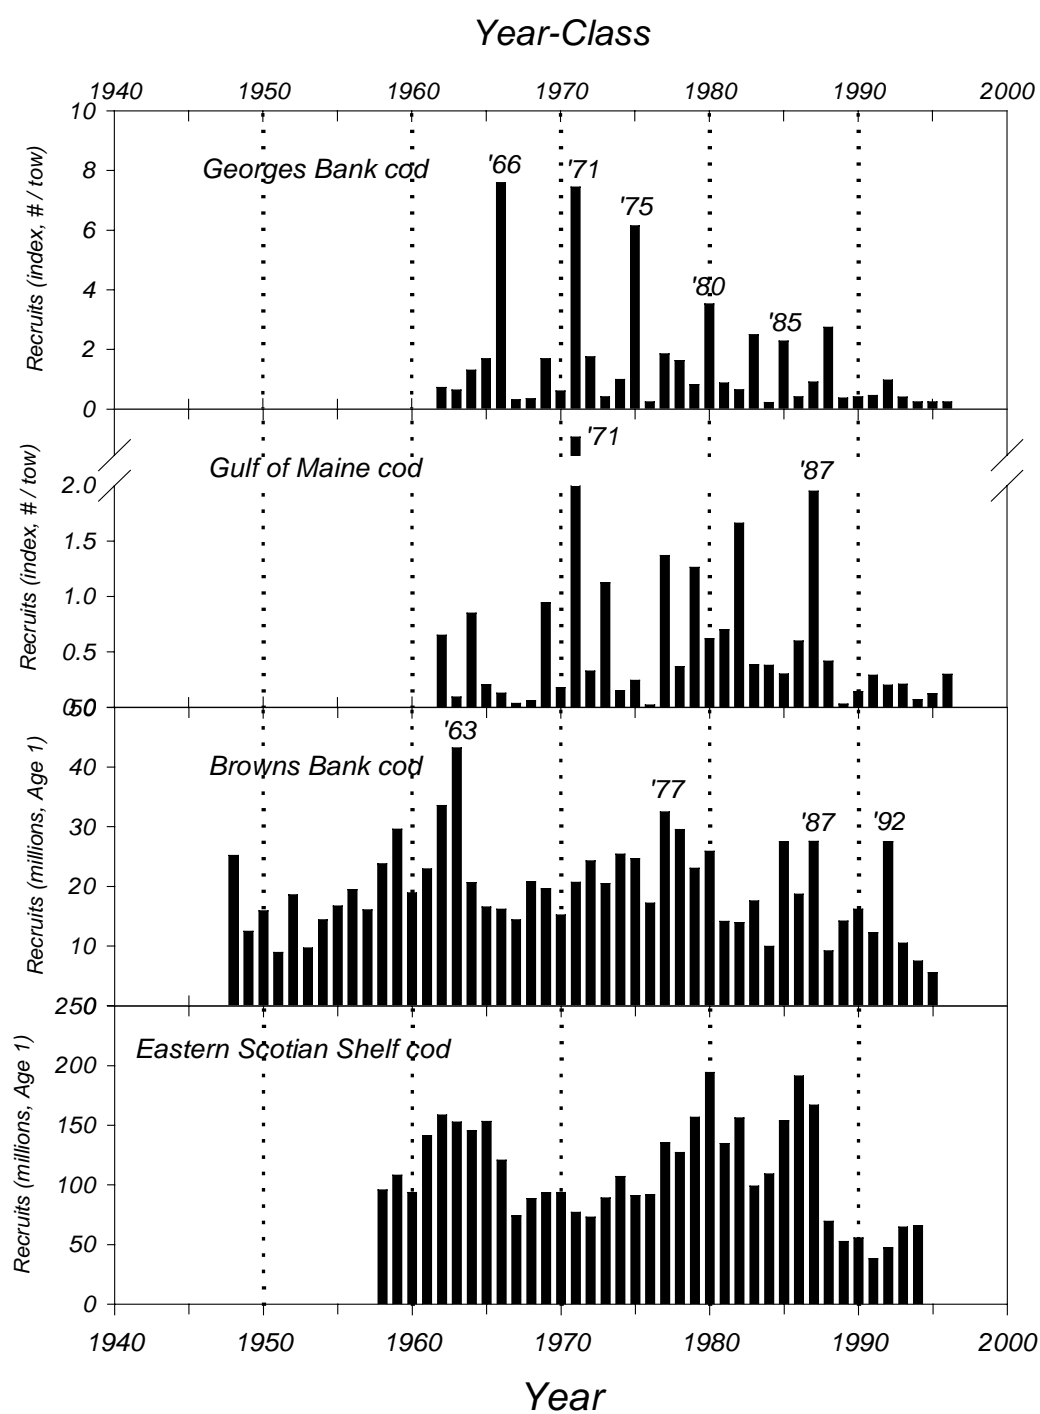 Year-Class
1940 1950 1960 1970 1980 1990 2000
10
8
6
4
2
0
Recruits (index, # / tow)
Georges Bank cod
'66
'71
'75
'80
'85
2.0
1.5
1.0
0.5
0.0
Recruits (index, # / tow)
Gulf of Maine cod
'71
'87
50
40
30
20
10
0
Recruits (millions, Age 1)
Browns Bank cod
'63
'77
'87
'92
250
200
150
100
50
0
Recruits (millions, Age 1)
Eastern Scotian Shelf cod
1940 1950 1960 1970 1980 1990 2000
Year